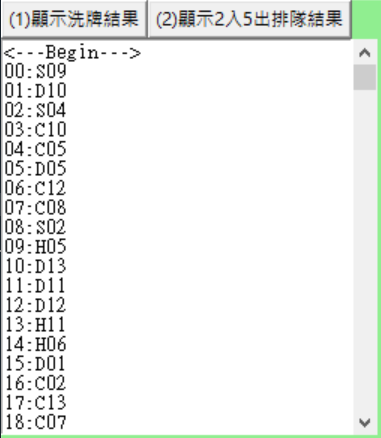 (1)顯示洗牌結果 (2)顯示2入5出排隊結果
<---Begin--->
00:S09
01:D10
02:S04
03:C10
04:C05
05:D05
06:C12
07:C08
08:S02
09:H05
10:D13
11:D11
12:D12
13:H11
14:H06
15:D01
16:C02
17:C13
18:C07